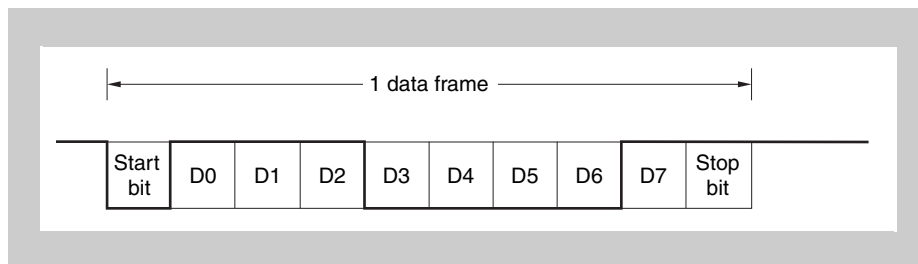 1 data frame
Start
bit
D0
D1
D2
D3
D4
D5
D6
D7
Stop
bit